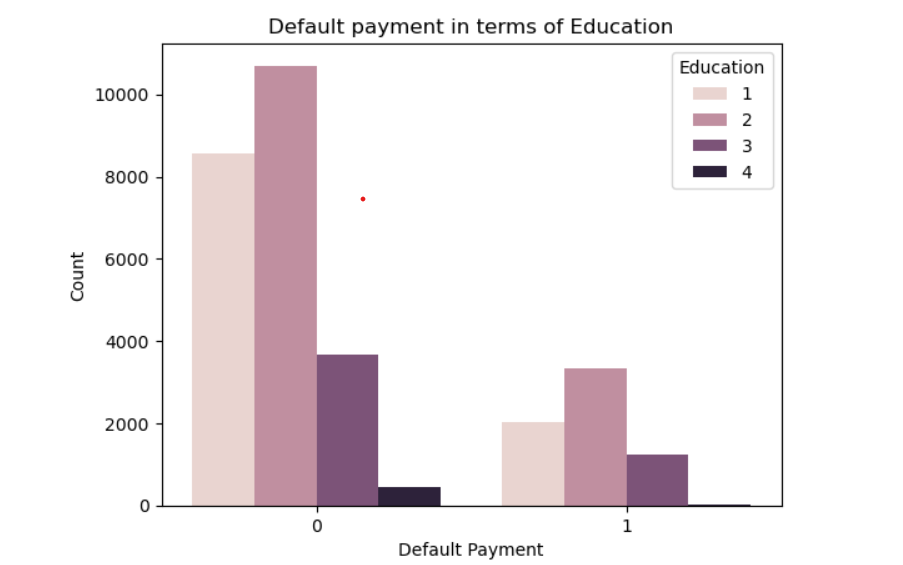 Default payment in terms of Education
Education
1
2
3
4
10000
8000
6000
4000
2000
0
Count
0 1
Default Payment